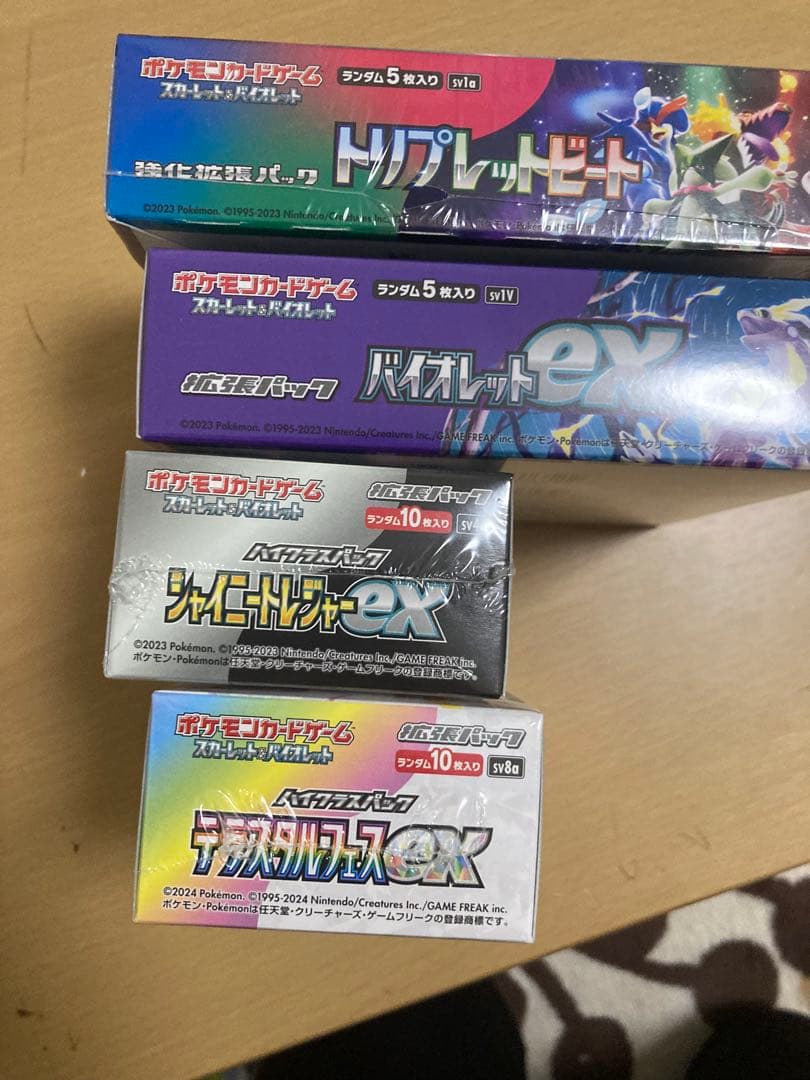 ポケモンカードゲーム
スカーレット&バイオレット
ランダム5枚入り sv1a
強化拡張パック
トリプレットビート
©2023 Pokémon. ©1995-2023 Nintendo/Creatures Inc.
ポケモンカードゲーム
スカーレット&バイオレット
ランダム5枚入り sv1V
拡張パック
バイオレットex
©2023 Pokémon. ©1995-2023 Nintendo/Creatures Inc./GAME FREAK inc. ポケモン・Pokémonは任天堂・クリーチャーズ・ゲームフリークの登録
ポケモンカードゲーム
スカーレット&バイオレット
拡張パック
ランダム10枚入り
ハイクラスパック
シャイニートレジャーex
©2023 Pokémon. ©1995-2023 Nintendo/Creatures Inc./GAME FREAK inc.
ポケモン・Pokémonは任天堂・クリーチャーズ・ゲームフリークの登録商標です。
ポケモンカードゲーム
スカーレット&バイオレット
拡張パック
ランダム10枚入り sv8a
ハイクラスパック
テラスタルフェスex
©2024 Pokémon. ©1995-2024 Nintendo/Creatures Inc./GAME FREAK inc.
ポケモン・Pokémonは任天堂・クリーチャーズ・ゲームフリークの登録商標です。